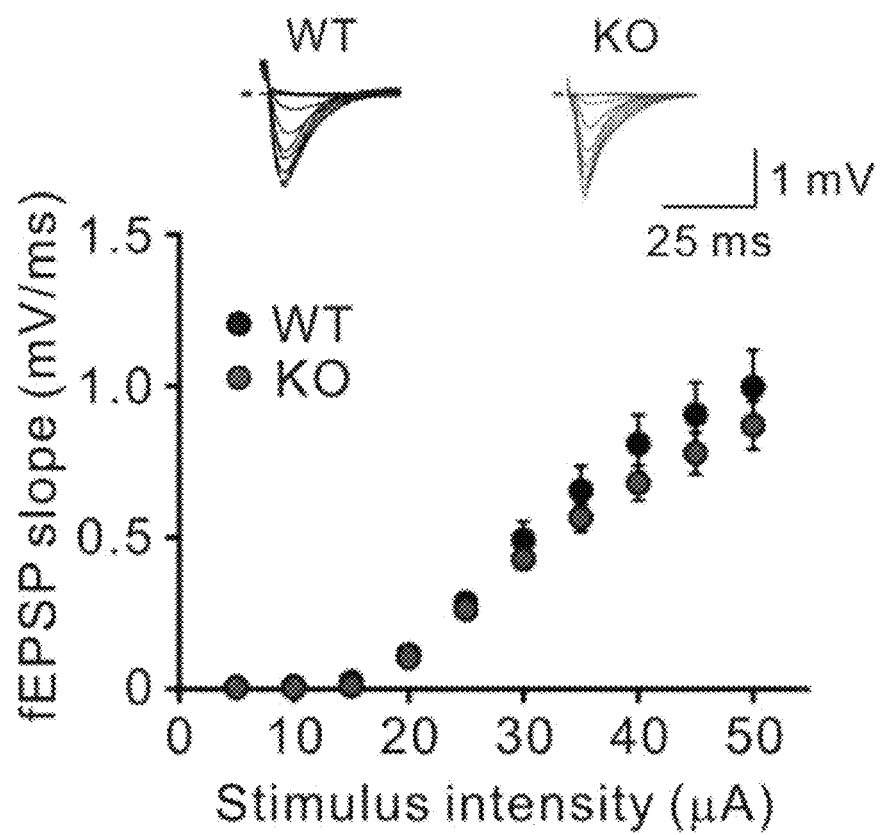 WT KO
1 mV
25 ms
fEPSP slope (mV/ms)
1.5
1.0
0.5
0
WT
KO
0 10 20 30 40 50
Stimulus intensity (μA)